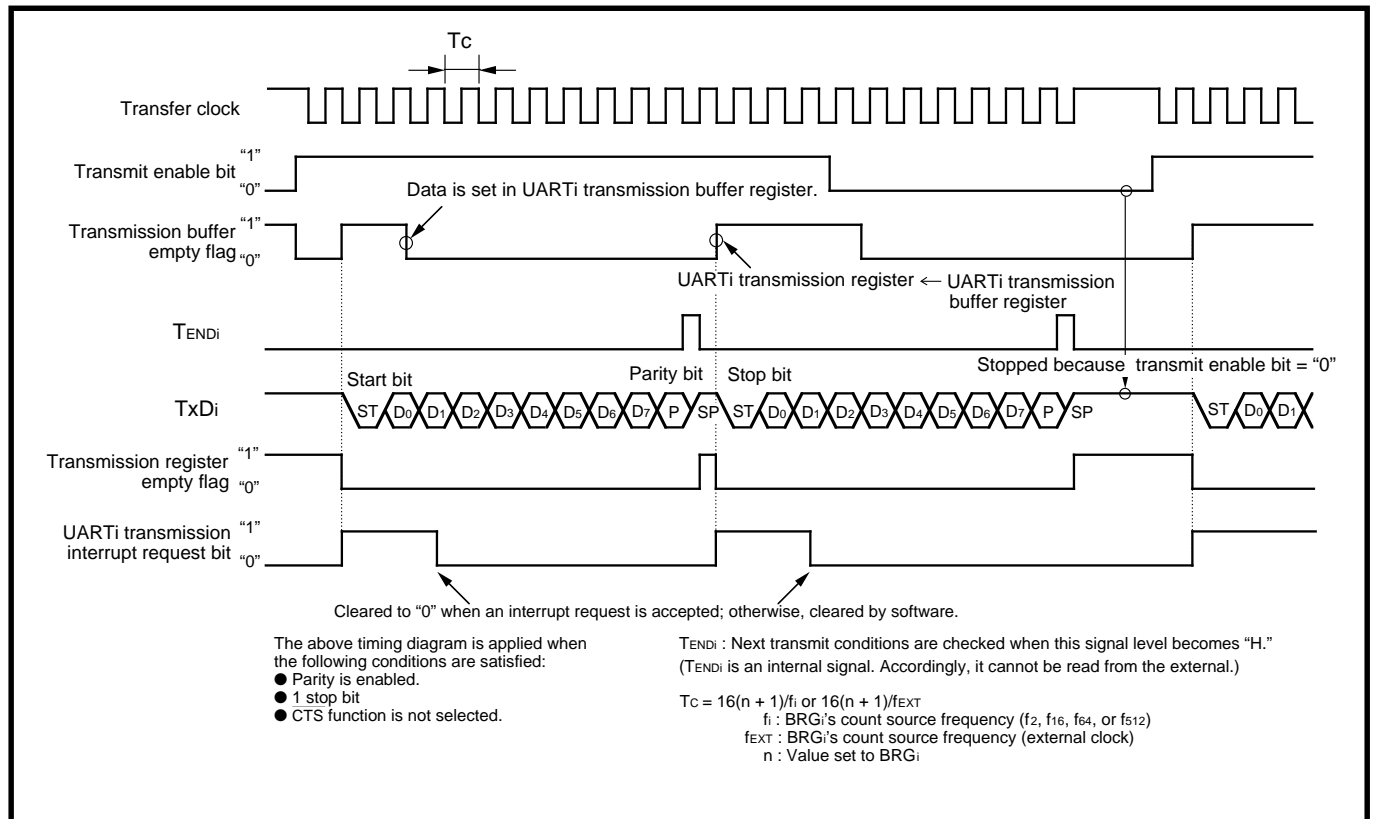 Tc
Transfer clock
Transmit enable bit
“1”
“0”
Data is set in UARTi transmission buffer register.
Transmission buffer
empty flag
“1”
“0”
UARTi transmission register ← UARTi transmission
buffer register
TENDi
Stopped because transmit enable bit = “0”
Start bit
Parity bit
Stop bit
TxDi
ST D0 D1 D2 D3 D4 D5 D6 D7 P SP ST D0 D1 D2 D3 D4 D5 D6 D7 P SP ST D0 D1
Transmission register
empty flag
“1”
“0”
UARTi transmission
interrupt request bit
“1”
“0”
Cleared to “0” when an interrupt request is accepted; otherwise, cleared by software.
The above timing diagram is applied when
the following conditions are satisfied:
● Parity is enabled.
● 1 stop bit
● CTS function is not selected.
TENDi : Next transmit conditions are checked when this signal level becomes “H.”
(TENDi is an internal signal. Accordingly, it cannot be read from the external.)
TC = 16(n + 1)/fi or 16(n + 1)/fEXT
fi : BRGi’s count source frequency (f2, f16, f64, or f512)
fEXT : BRGi’s count source frequency (external clock)
n : Value set to BRGi